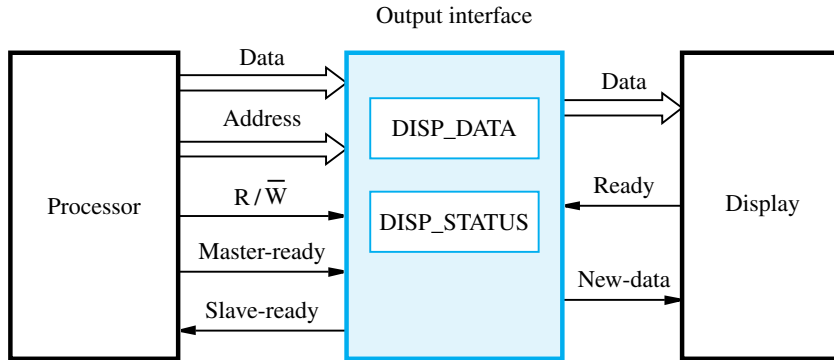 Output interface
Data
Address
R / W̅
Master-ready
Slave-ready
Processor
DISP_DATA
DISP_STATUS
Data
Ready
New-data
Display